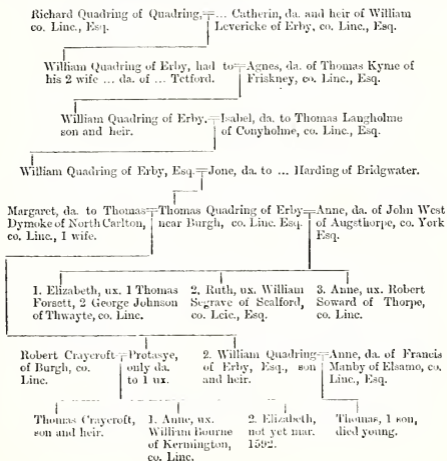 Richard Quadring of Quadring, co. Linc., Esq. ... Catherin, da. and heir of William Levericke of Erby, co. Linc., Esq.
William Quadring of Erby, had to his 2 wife ... da. of ... Tetford. Agnes, da. of Thomas Kyme of Friskney, co. Linc., Esq.
William Quadring of Erby, son and heir. Isabel, da. to Thomas Langholme of Conyholme, co. Linc., Esq.
William Quadring of Erby, Esq. Jone, da. to ... Harding of Bridgwater.
Margaret, da. to Thomas Dymoke of North Carlton, co. Linc., 1 wife.
Thomas Quadring of Erby near Burgh, co. Linc. Esq.
Anne, da. of John West of Augsthorpe, co. York Esq.
1. Elizabeth, ux. 1 Thomas Forsett, 2 George Johnson of Thwayte, co. Linc.
2. Ruth, ux. William Segrave of Scalford, co. Leic., Esq.
3. Anne, ux. Robert Soward of Thorpe, co. Linc.
Robert Craycroft of Burgh, co. Linc.
Protasye, only da. to 1 ux.
2. William Quadring of Erby, Esq., son and heir.
Anne, da. of Francis Manby of Elsamo, co. Linc., Esq.
Thomas Craycroft, son and heir.
1. Anne, ux. William Bourne of Kermington, co. Linc.
2. Elizabeth, not yet mar. 1592.
Thomas, 1 son, died young.